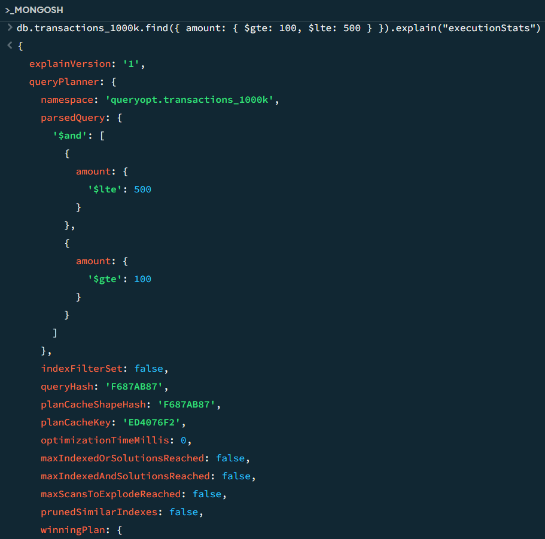 >_MONGOSH
> db.transactions_1000k.find({ amount: { $gte: 100, $lte: 500 } }).explain("executionStats")
< {
explainVersion: '1',
queryPlanner: {
namespace: 'queryopt.transactions_1000k',
parsedQuery: {
'$and': [
{
amount: {
'$lte': 500
}
},
{
amount: {
'$gte': 100
}
}
]
},
indexFilterSet: false,
queryHash: 'F687AB87',
planCacheShapeHash: 'F687AB87',
planCacheKey: 'ED4076F2',
optimizationTimeMillis: 0,
maxIndexedOrSolutionsReached: false,
maxIndexedAndSolutionsReached: false,
maxScansToExplodeReached: false,
prunedSimilarIndexes: false,
winningPlan: {